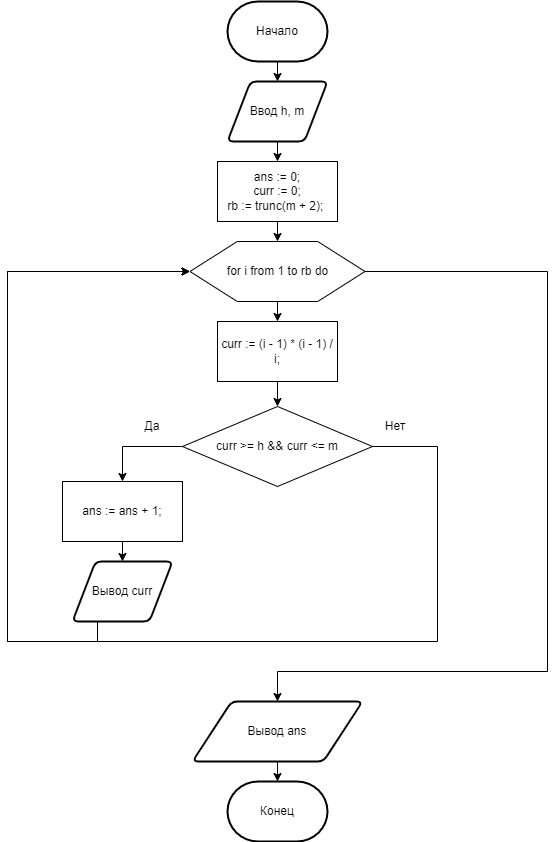 Начало
Ввод h, m
ans := 0;
curr := 0;
rb := trunc(m + 2);
for i from 1 to rb do
curr := (i - 1) * (i - 1) /
i;
Да
Нет
curr >= h && curr <= m
ans := ans + 1;
Вывод curr
Вывод ans
Конец